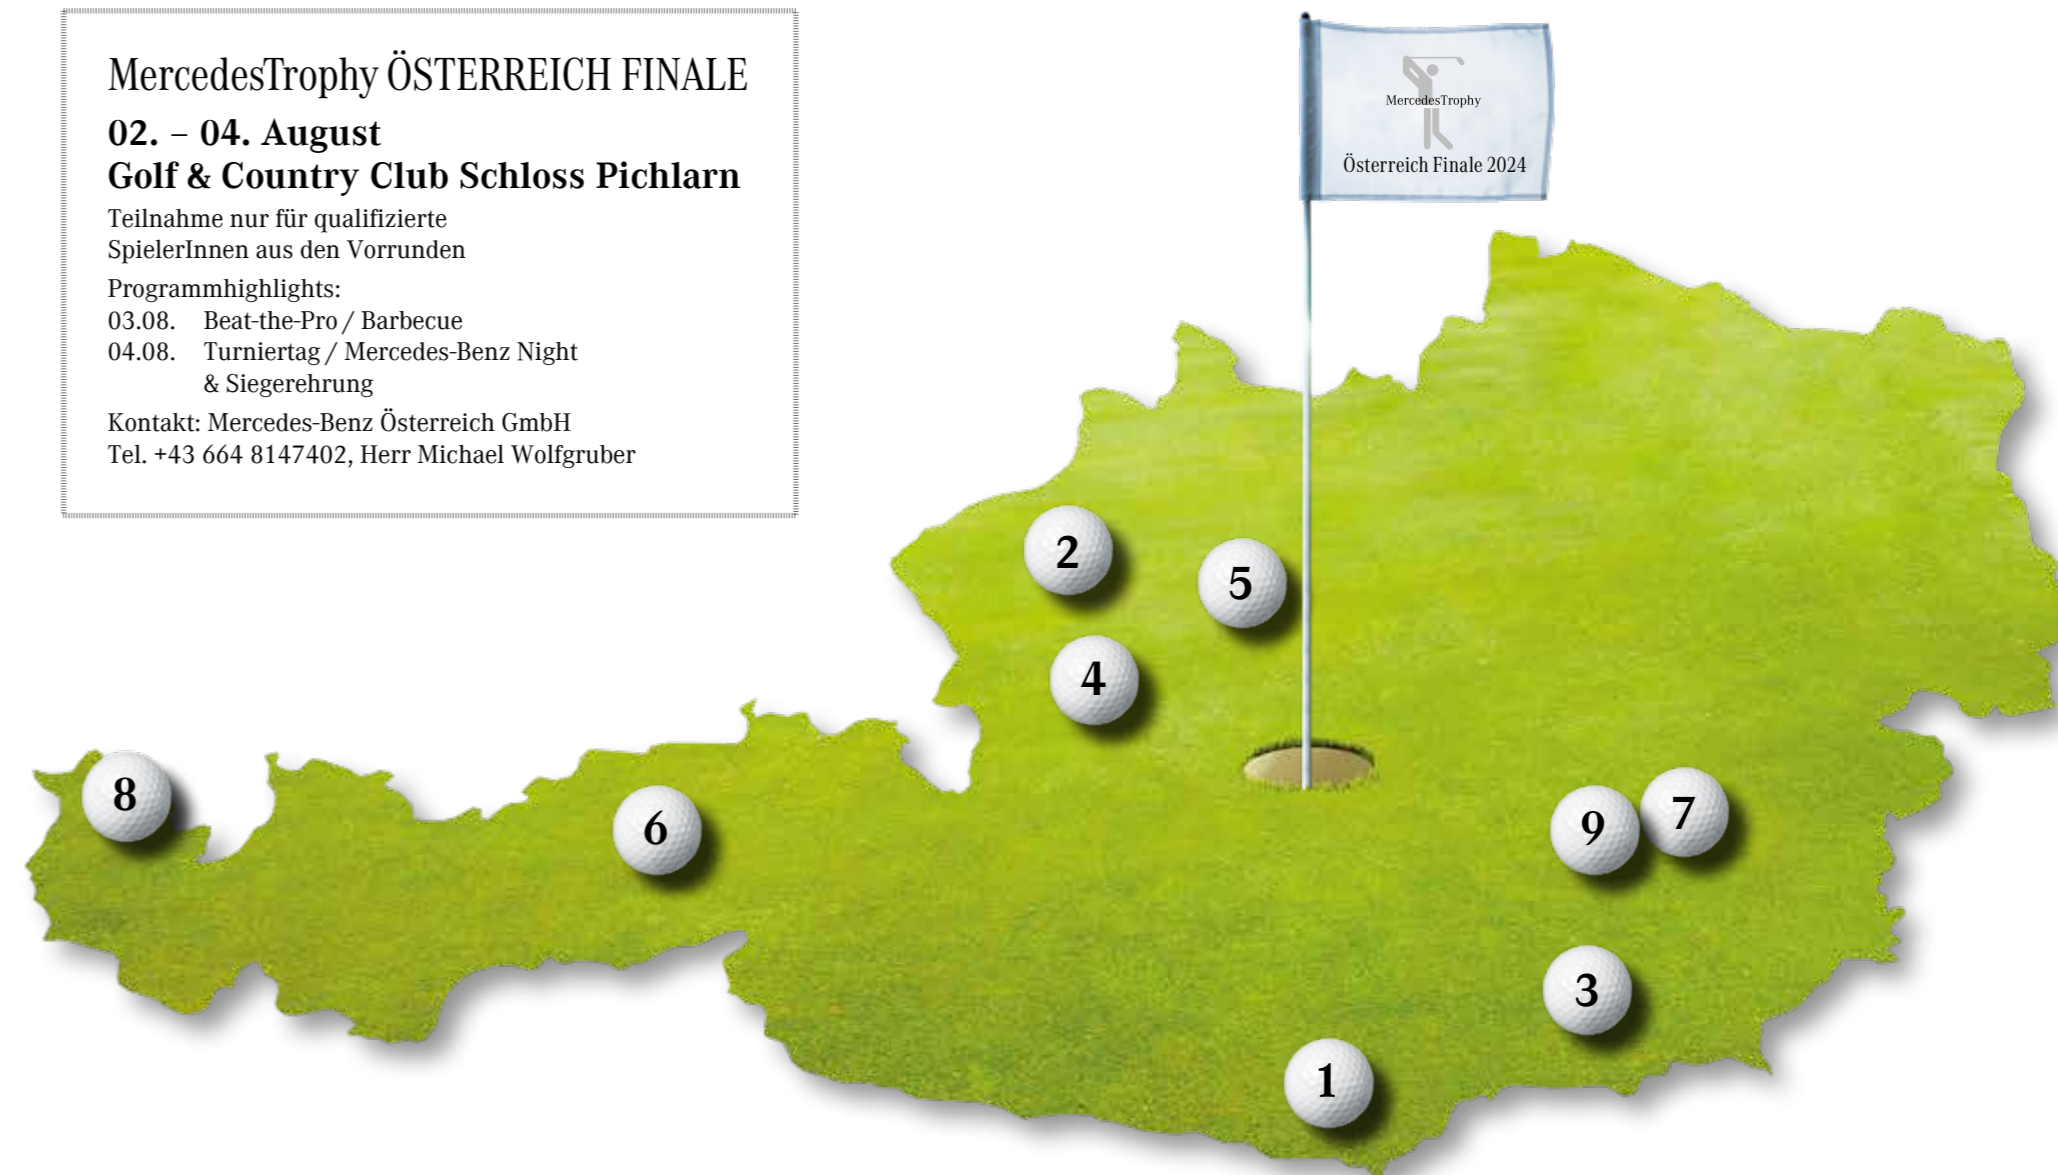 MercedesTrophy ÖSTERREICH FINALE
02. – 04. August
Golf & Country Club Schloss Pichlarn
Teilnahme nur für qualifizierte
SpielerInnen aus den Vorrunden
Programmhighlights:
03.08. Beat-the-Pro / Barbecue
04.08. Turniertag / Mercedes-Benz Night
& Siegerehrung
Kontakt: Mercedes-Benz Österreich GmbH
Tel. +43 664 8147402, Herr Michael Wolfgruber
MercedesTrophy
Österreich Finale 2024
2
5
4
8
6
9
7
3
1